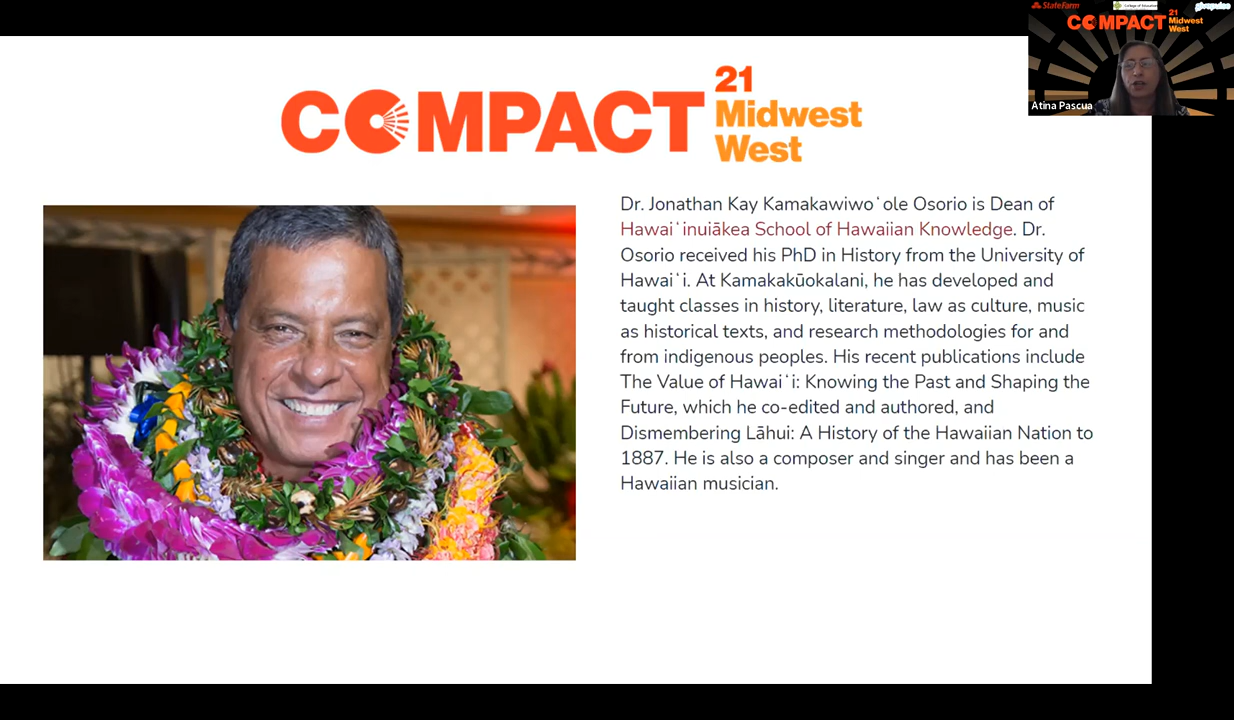 StateFarm
College of Education
givepulse
COMPACT
21
Midwest
West
Atina Pascua
COMPACT
21
Midwest
West
Dr. Jonathan Kay Kamakawiwoʻole Osorio is Dean of
Hawaiʻinuiākea School of Hawaiian Knowledge. Dr.
Osorio received his PhD in History from the University of
Hawaiʻi. At Kamakakūokalani, he has developed and
taught classes in history, literature, law as culture, music
as historical texts, and research methodologies for and
from indigenous peoples. His recent publications include
The Value of Hawaiʻi: Knowing the Past and Shaping the
Future, which he co-edited and authored, and
Dismembering Lāhui: A History of the Hawaiian Nation to
1887. He is also a composer and singer and has been a
Hawaiian musician.